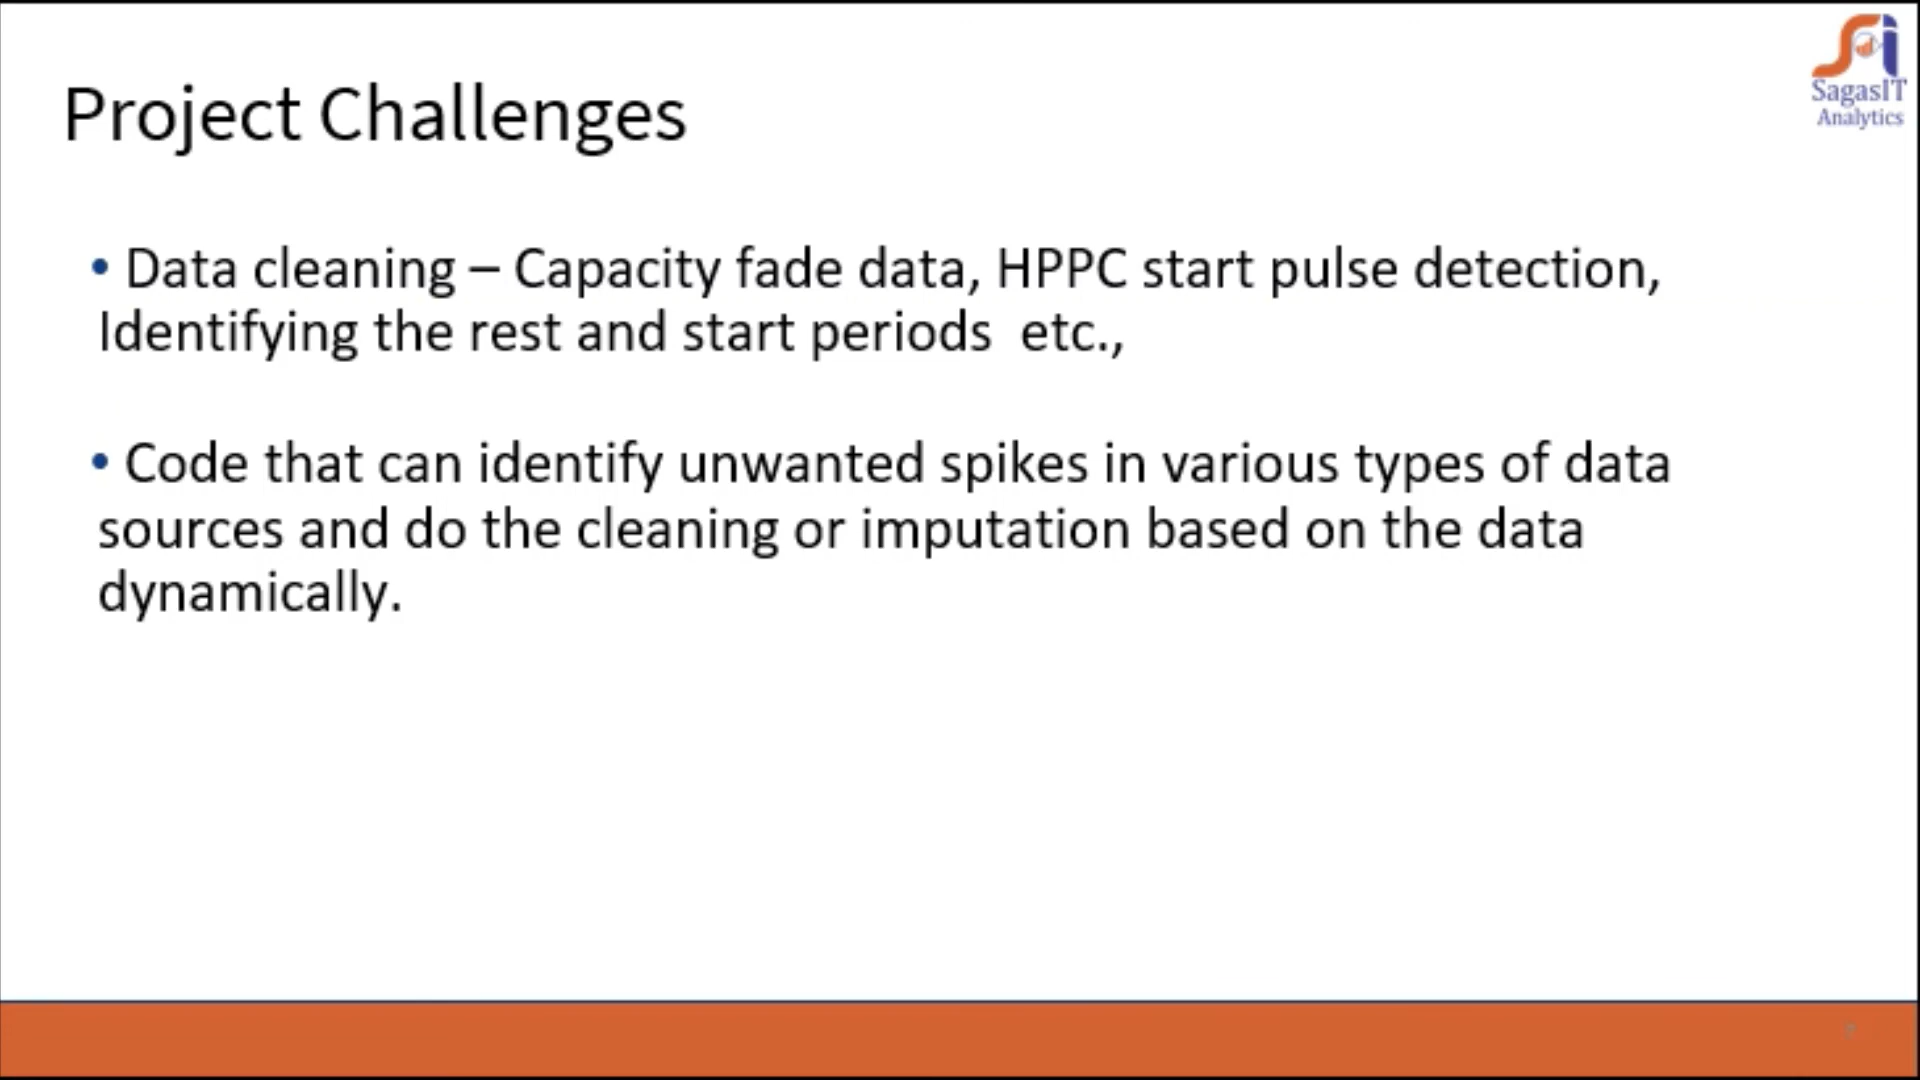 SagasIT
Analytics
Project Challenges
• Data cleaning – Capacity fade data, HPPC start pulse detection,
Identifying the rest and start periods  etc.,
• Code that can identify unwanted spikes in various types of data
sources and do the cleaning or imputation based on the data
dynamically.